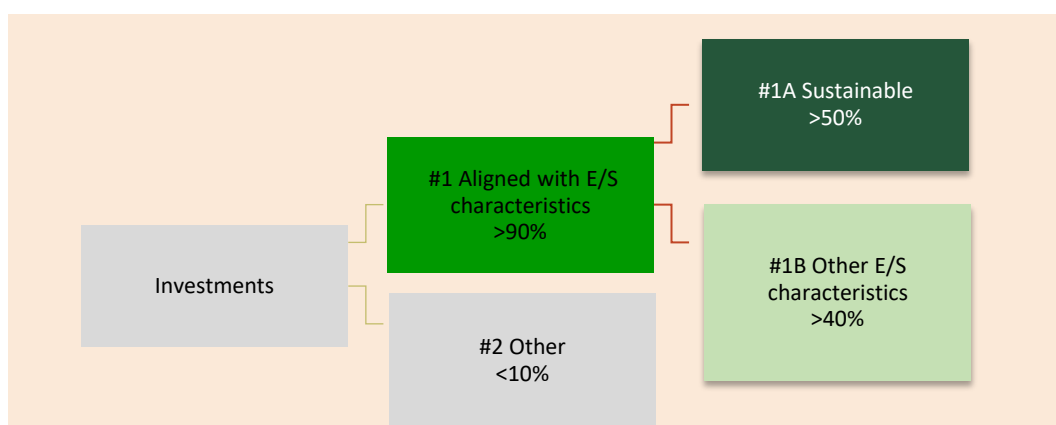 Investments
#1 Aligned with E/S
characteristics
>90%
#2 Other
<10%
#1A Sustainable
>50%
#1B Other E/S
characteristics
>40%